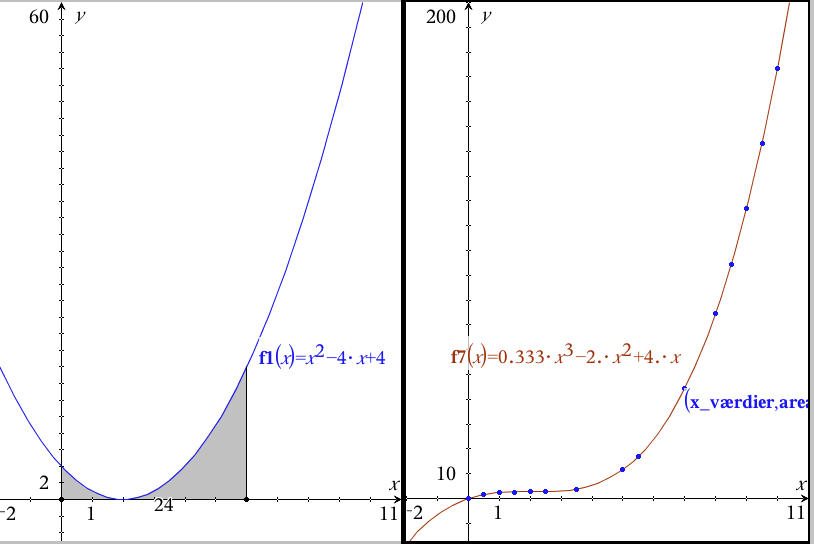 60
y
f1(x)=x²-4·x+4
2
x
-2
1
24
11
200
y
f7(x)=0.333·x³-2.·x²+4.·x
(x_værdier,area
10
x
-2
1
11